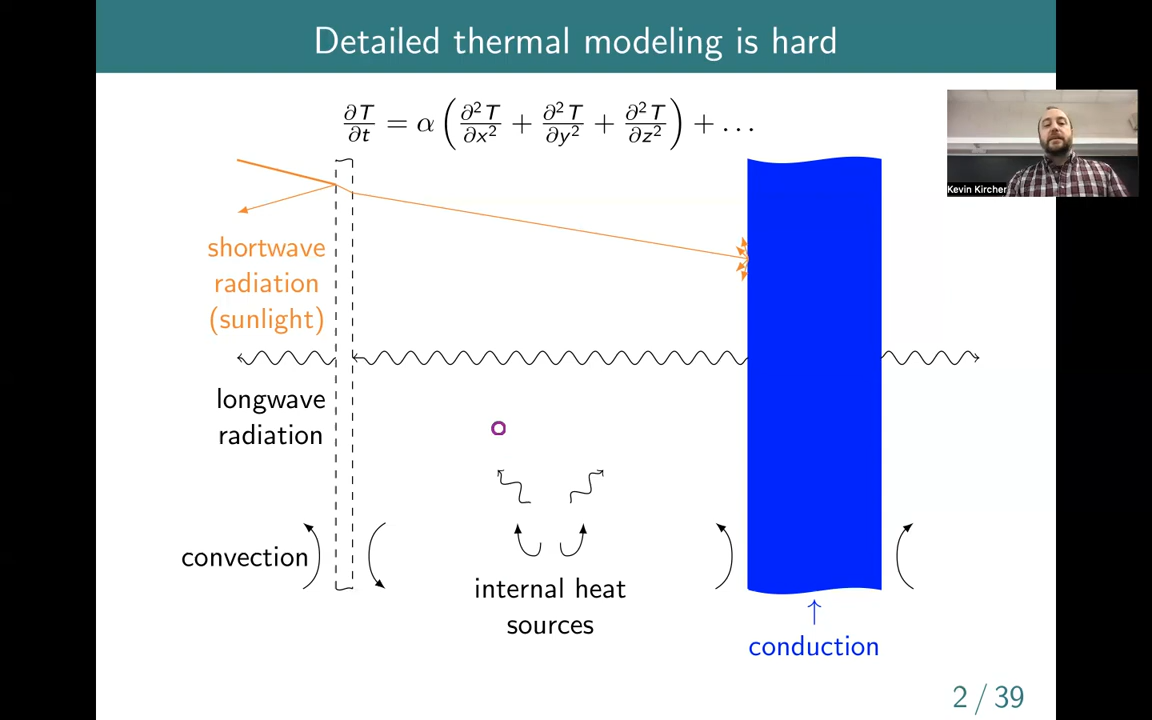 Detailed thermal modeling is hard
∂T/∂t = α(∂²T/∂x² + ∂²T/∂y² + ∂²T/∂z²) + ...
Kevin Kircher
shortwave
radiation
(sunlight)
longwave
radiation
convection
internal heat
sources
conduction
2 / 39